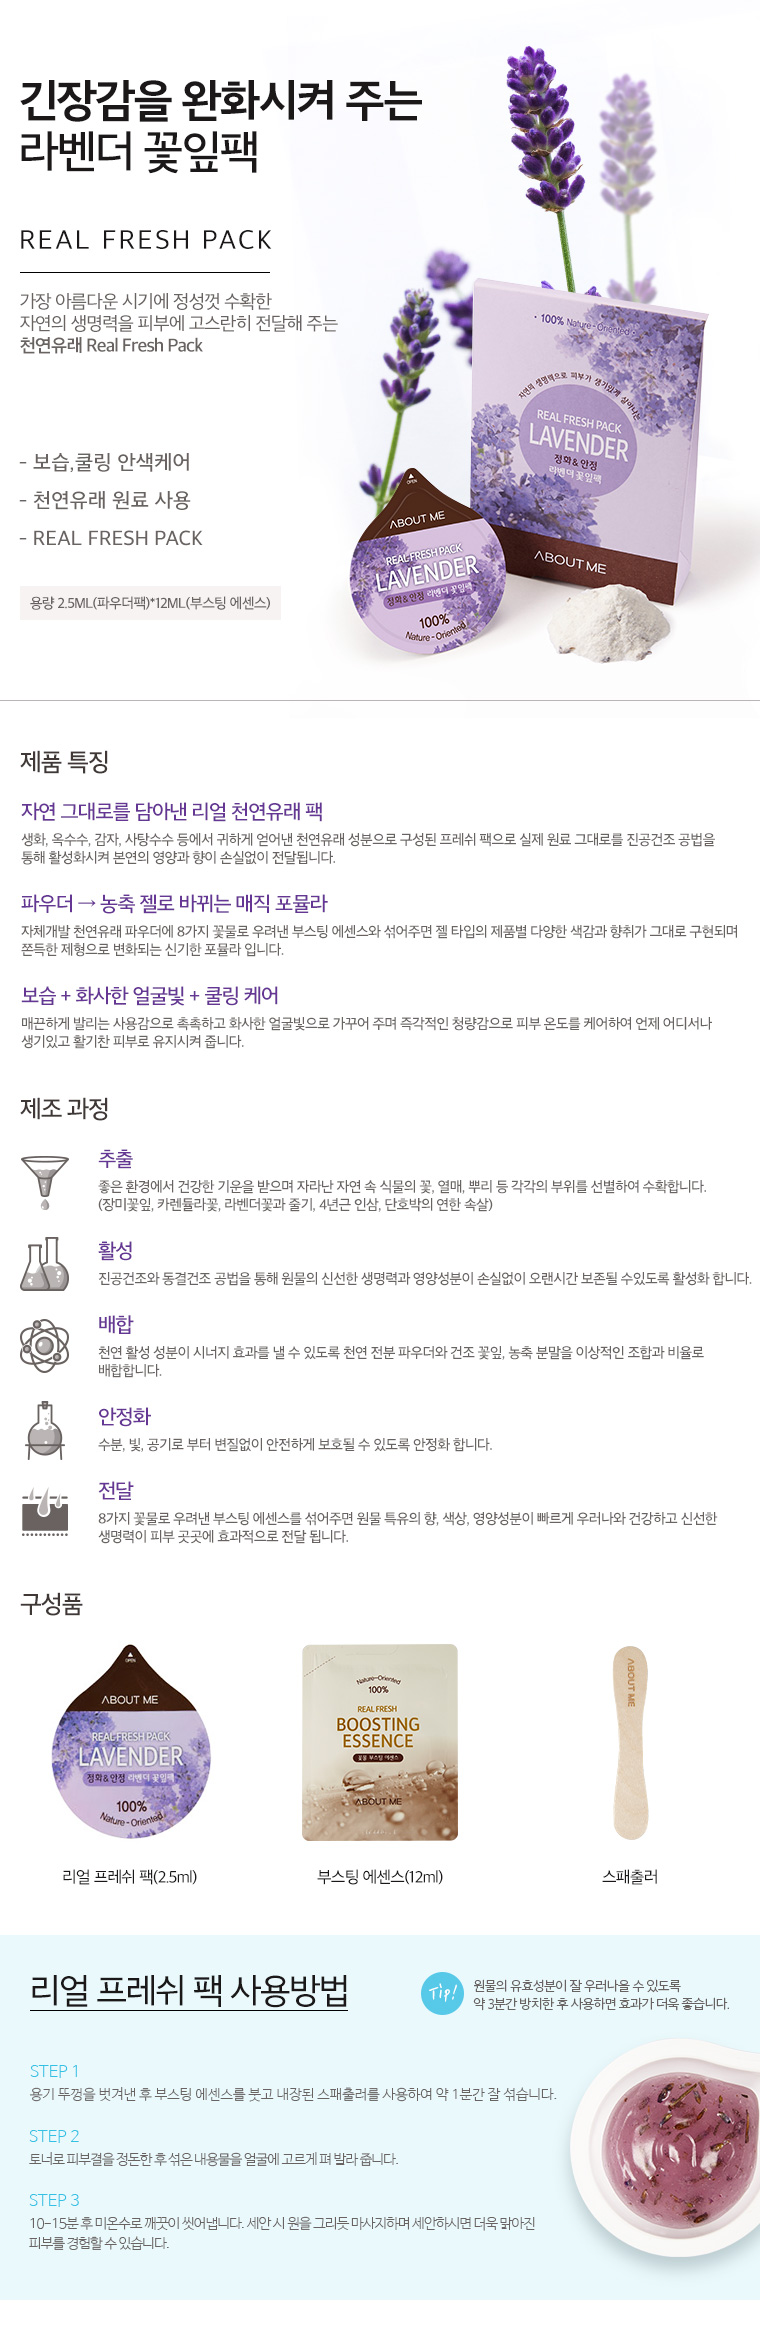 긴장감을 완화시켜 주는
라벤더 꽃잎팩
REAL FRESH PACK
가장 아름다운 시기에 정성껏 수확한
자연의 생명력을 피부에 고스란히 전달해 주는
천연유래 Real Fresh Pack
- 보습,쿨링 안색케어
- 천연유래 원료 사용
- REAL FRESH PACK
용량 2.5ML(파우더팩)*12ML(부스팅 에센스)
· 100% Nature-Oriented ·
자연의 생명력으로 피부가 생기있게 살아나는
REAL FRESH PACK
LAVENDER
정화&안정
라벤더 꽃잎팩
ABOUT ME
OPEN
ABOUT ME
REAL FRESH PACK
LAVENDER
정화&안정 라벤더 꽃잎팩
100%
Nature-Oriented
제품 특징
자연 그대로를 담아낸 리얼 천연유래 팩
생화, 옥수수, 감자, 사탕수수 등에서 귀하게 얻어낸 천연유래 성분으로 구성된 프레쉬 팩으로 실제 원료 그대로를 진공건조 공법을
통해 활성화시켜 본연의 영양과 향이 손실없이 전달됩니다.
파우더 → 농축 젤로 바뀌는 매직 포뮬라
자체개발 천연유래 파우더에 8가지 꽃물로 우려낸 부스팅 에센스와 섞어주면 젤 타입의 제품별 다양한 색감과 향취가 그대로 구현되며
쫀득한 제형으로 변화되는 신기한 포뮬라 입니다.
보습 + 화사한 얼굴빛 + 쿨링 케어
매끈하게 발리는 사용감으로 촉촉하고 화사한 얼굴빛으로 가꾸어 주며 즉각적인 청량감으로 피부 온도를 케어하여 언제 어디서나
생기있고 활기찬 피부로 유지시켜 줍니다.
제조 과정
추출
좋은 환경에서 건강한 기운을 받으며 자라난 자연 속 식물의 꽃, 열매, 뿌리 등 각각의 부위를 선별하여 수확합니다.
(장미꽃잎, 카렌듈라꽃, 라벤더꽃과 줄기, 4년근 인삼, 단호박의 연한 속살)
활성
진공건조와 동결건조 공법을 통해 원물의 신선한 생명력과 영양성분이 손실없이 오랜시간 보존될 수있도록 활성화 합니다.
배합
천연 활성 성분이 시너지 효과를 낼 수 있도록 천연 전분 파우더와 건조 꽃잎, 농축 분말을 이상적인 조합과 비율로
배합합니다.
안정화
수분, 빛, 공기로 부터 변질없이 안전하게 보호될 수 있도록 안정화 합니다.
전달
8가지 꽃물로 우려낸 부스팅 에센스를 섞어주면 원물 특유의 향, 색상, 영양성분이 빠르게 우러나와 건강하고 신선한
생명력이 피부 곳곳에 효과적으로 전달 됩니다.
구성품
OPEN
ABOUT ME
REAL FRESH PACK
LAVENDER
정화&안정 라벤더 꽃잎팩
100%
Nature-Oriented
Nature-Oriented
100%
REAL FRESH
BOOSTING
ESSENCE
꽃물 부스팅 에센스
ABOUT ME
ABOUT ME
리얼 프레쉬 팩(2.5ml)
부스팅 에센스(12ml)
스패출러
리얼 프레쉬 팩 사용방법
Tip!
원물의 유효성분이 잘 우러나올 수 있도록
약 3분간 방치한 후 사용하면 효과가 더욱 좋습니다.
STEP 1
용기 뚜껑을 벗겨낸 후 부스팅 에센스를 붓고 내장된 스패출러를 사용하여 약 1분간 잘 섞습니다.
STEP 2
토너로 피부결을 정돈한 후 섞은 내용물을 얼굴에 고르게 펴 발라 줍니다.
STEP 3
10-15분 후 미온수로 깨끗이 씻어냅니다. 세안 시 원을 그리듯 마사지하며 세안하시면 더욱 맑아진
피부를 경험할 수 있습니다.